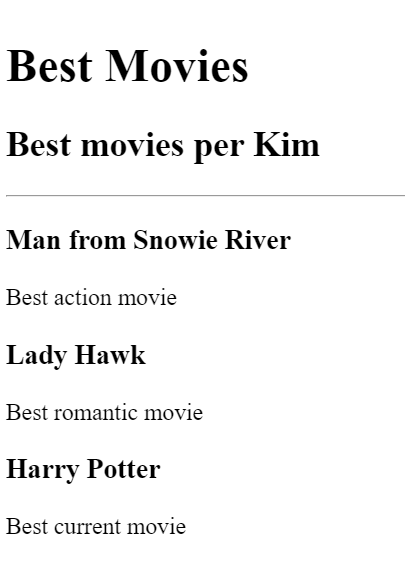 Best Movies
Best movies per Kim
Man from Snowie River
Best action movie
Lady Hawk
Best romantic movie
Harry Potter
Best current movie